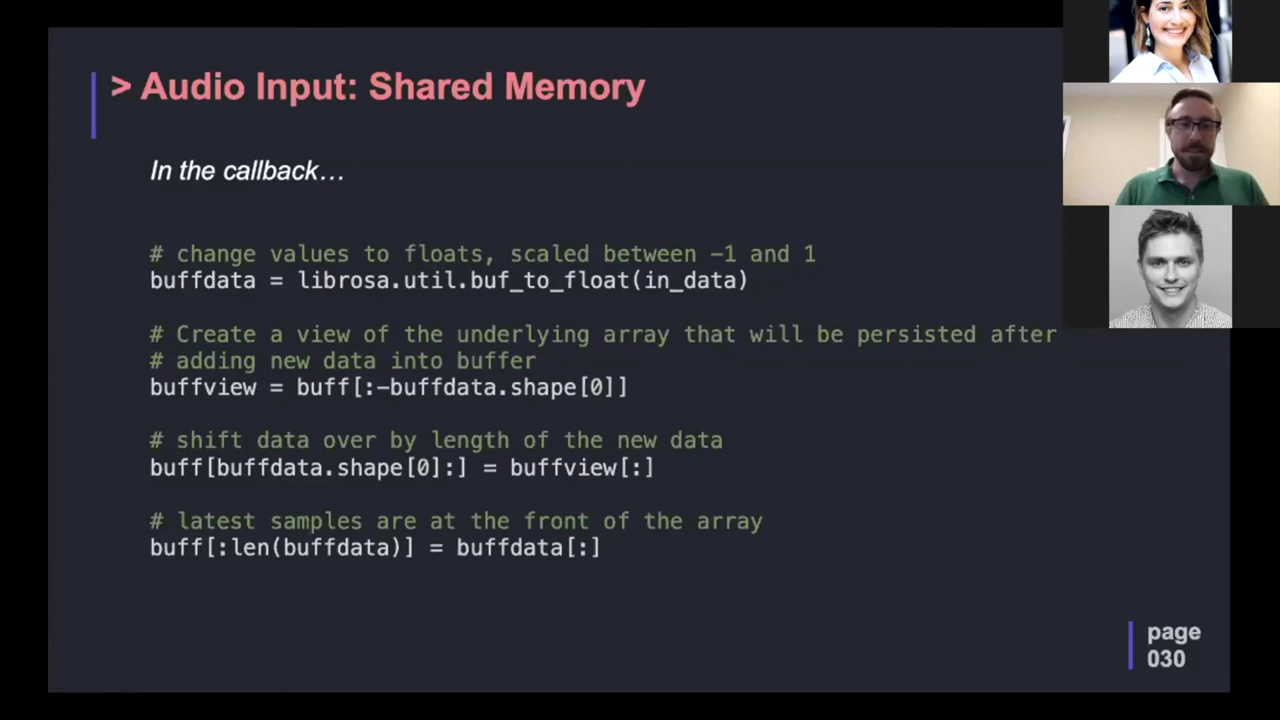 > Audio Input: Shared Memory
In the callback…
# change values to floats, scaled between -1 and 1
buffdata = librosa.util.buf_to_float(in_data)
# Create a view of the underlying array that will be persisted after
# adding new data into buffer
buffview = buff[:-buffdata.shape[0]]
# shift data over by length of the new data
buff[buffdata.shape[0]:] = buffview[:]
# latest samples are at the front of the array
buff[:len(buffdata)] = buffdata[:]
page
030